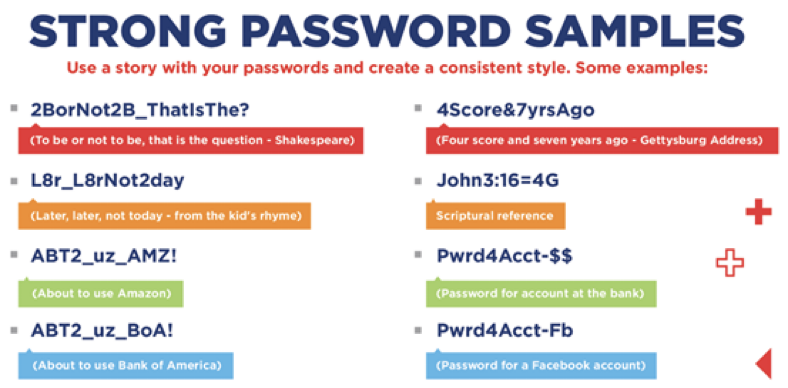 STRONG PASSWORD SAMPLES
Use a story with your passwords and create a consistent style. Some examples:
2BorNot2B_ThatIsThe?
(To be or not to be, that is the question - Shakespeare)
L8r_L8rNot2day
(Later, later, not today - from the kid's rhyme)
ABT2_uz_AMZ!
(About to use Amazon)
ABT2_uz_BoA!
(About to use Bank of America)
4Score&7yrsAgo
(Four score and seven years ago - Gettysburg Address)
John3:16=4G
Scriptural reference
Pwrd4Acct-$$
(Password for account at the bank)
Pwrd4Acct-Fb
(Password for a Facebook account)